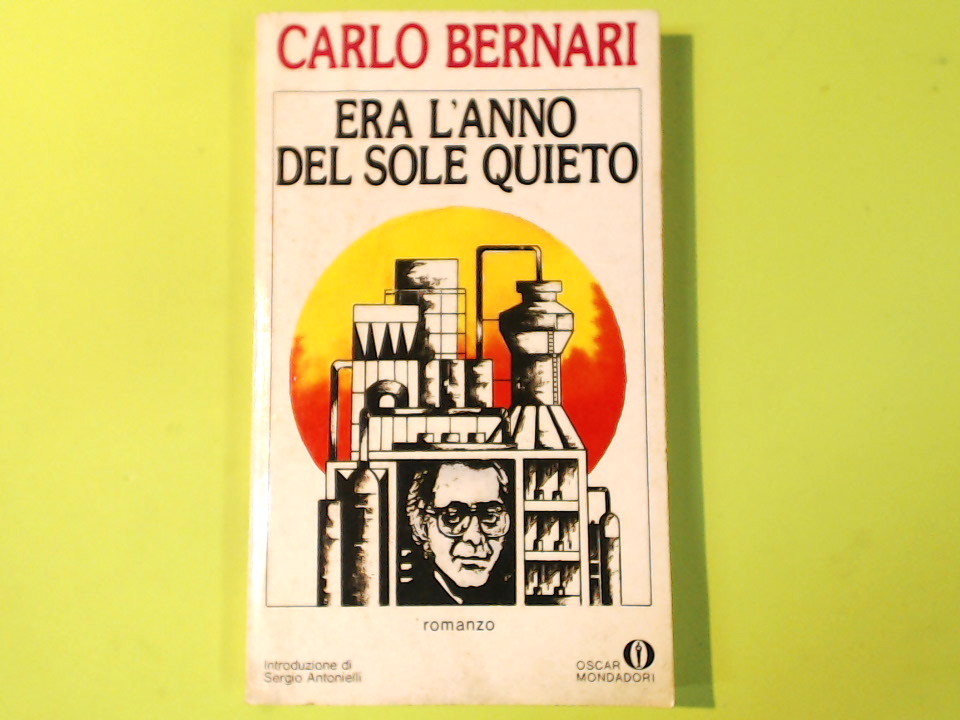 CARLO BERNARI
ERA L'ANNO
DEL SOLE QUIETO
romanzo
Introduzione di
Sergio Antonielli
OSCAR
MONDADORI